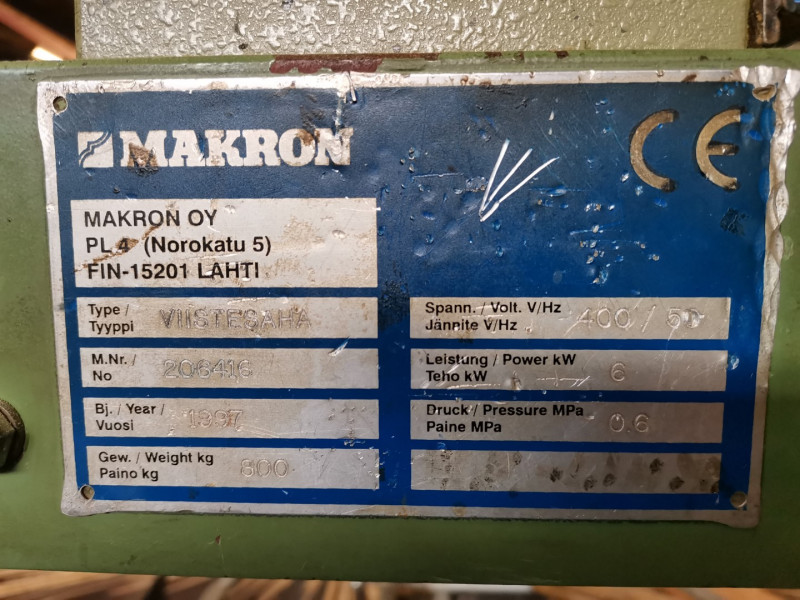 MAKRON
CE
MAKRON OY
PL 4 (Norokatu 5)
FIN-15201 LAHTI
Type /
Tyyppi VIISTESAHA
M.Nr. /
No 206416
Bj. / Year /
Vuosi 1997
Gew. / Weight kg
Paino kg 800
Spann. / Volt. V/Hz
Jännite V/Hz 400 / 50
Leistung / Power kW
Teho kW 6
Druck / Pressure MPa
Paine MPa 0.6